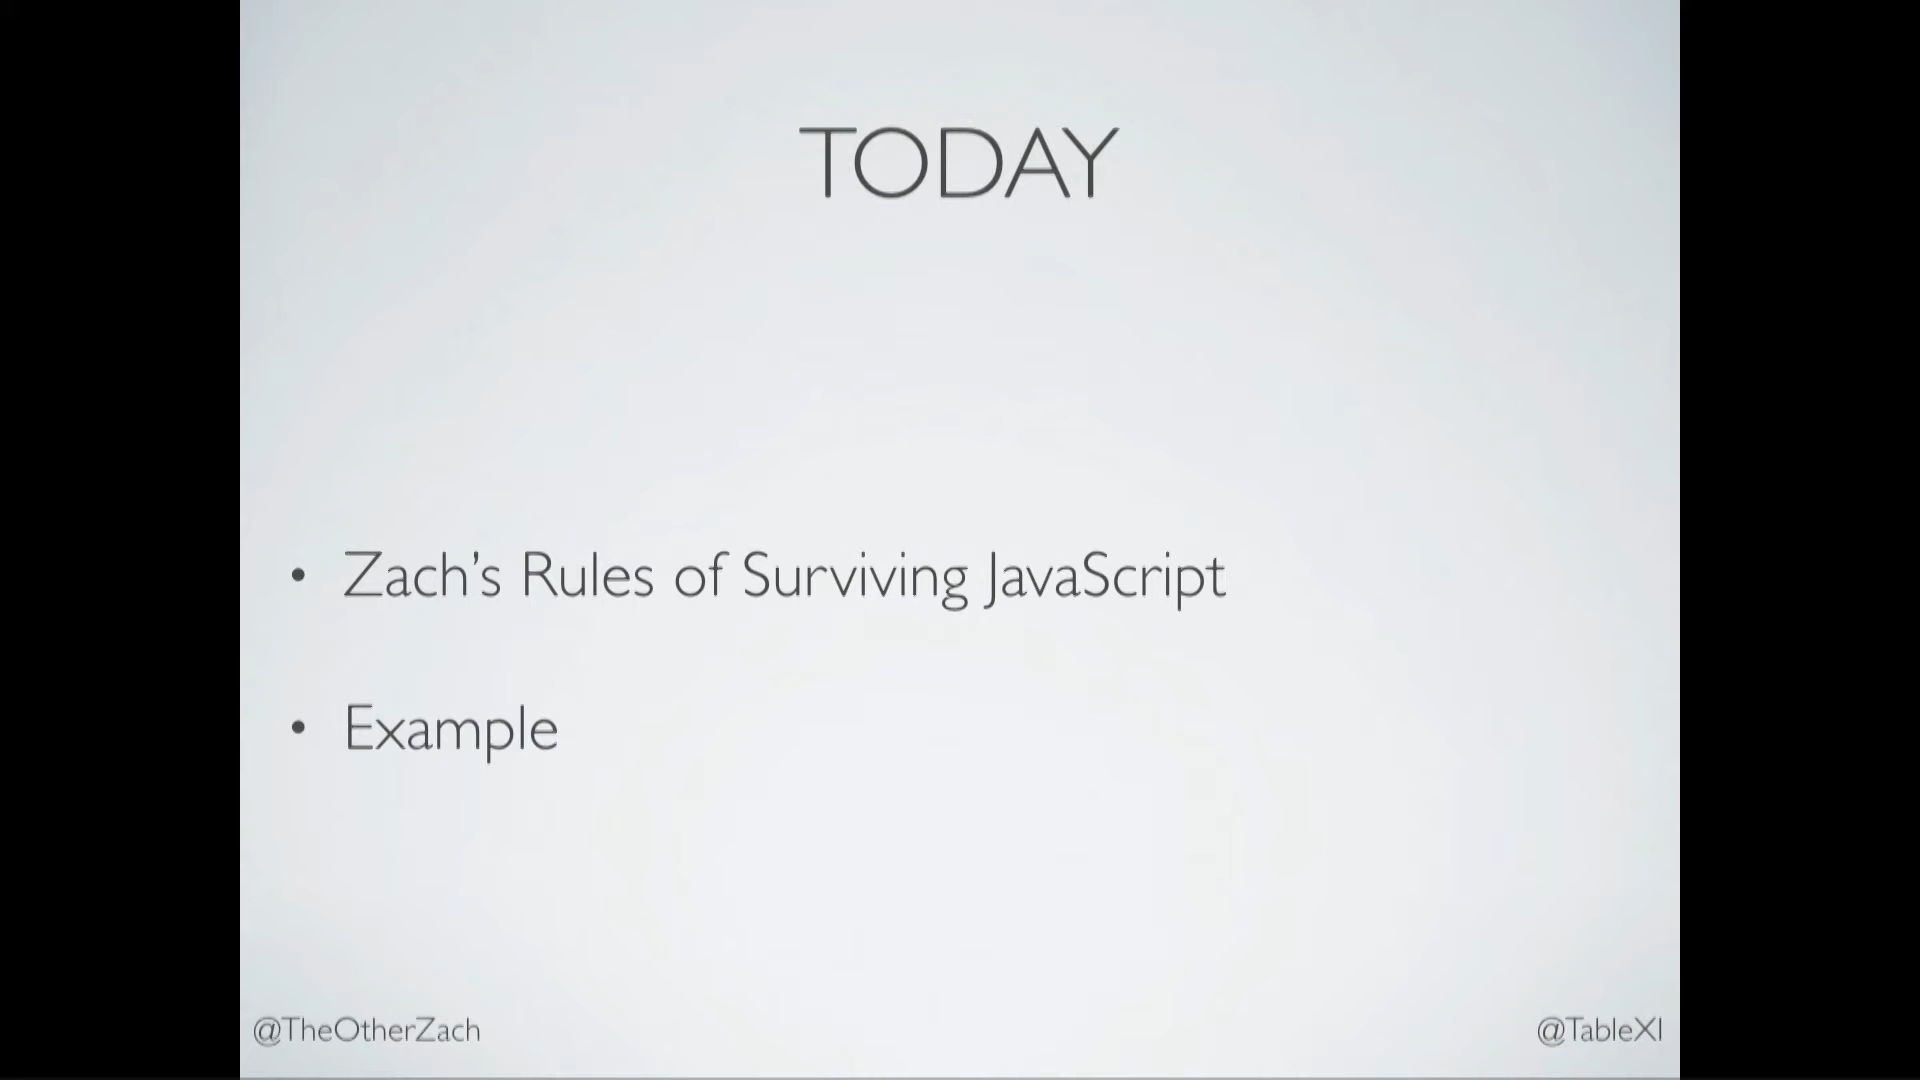 TODAY
• Zach’s Rules of Surviving JavaScript
• Example
@TheOtherZach
@TableXI